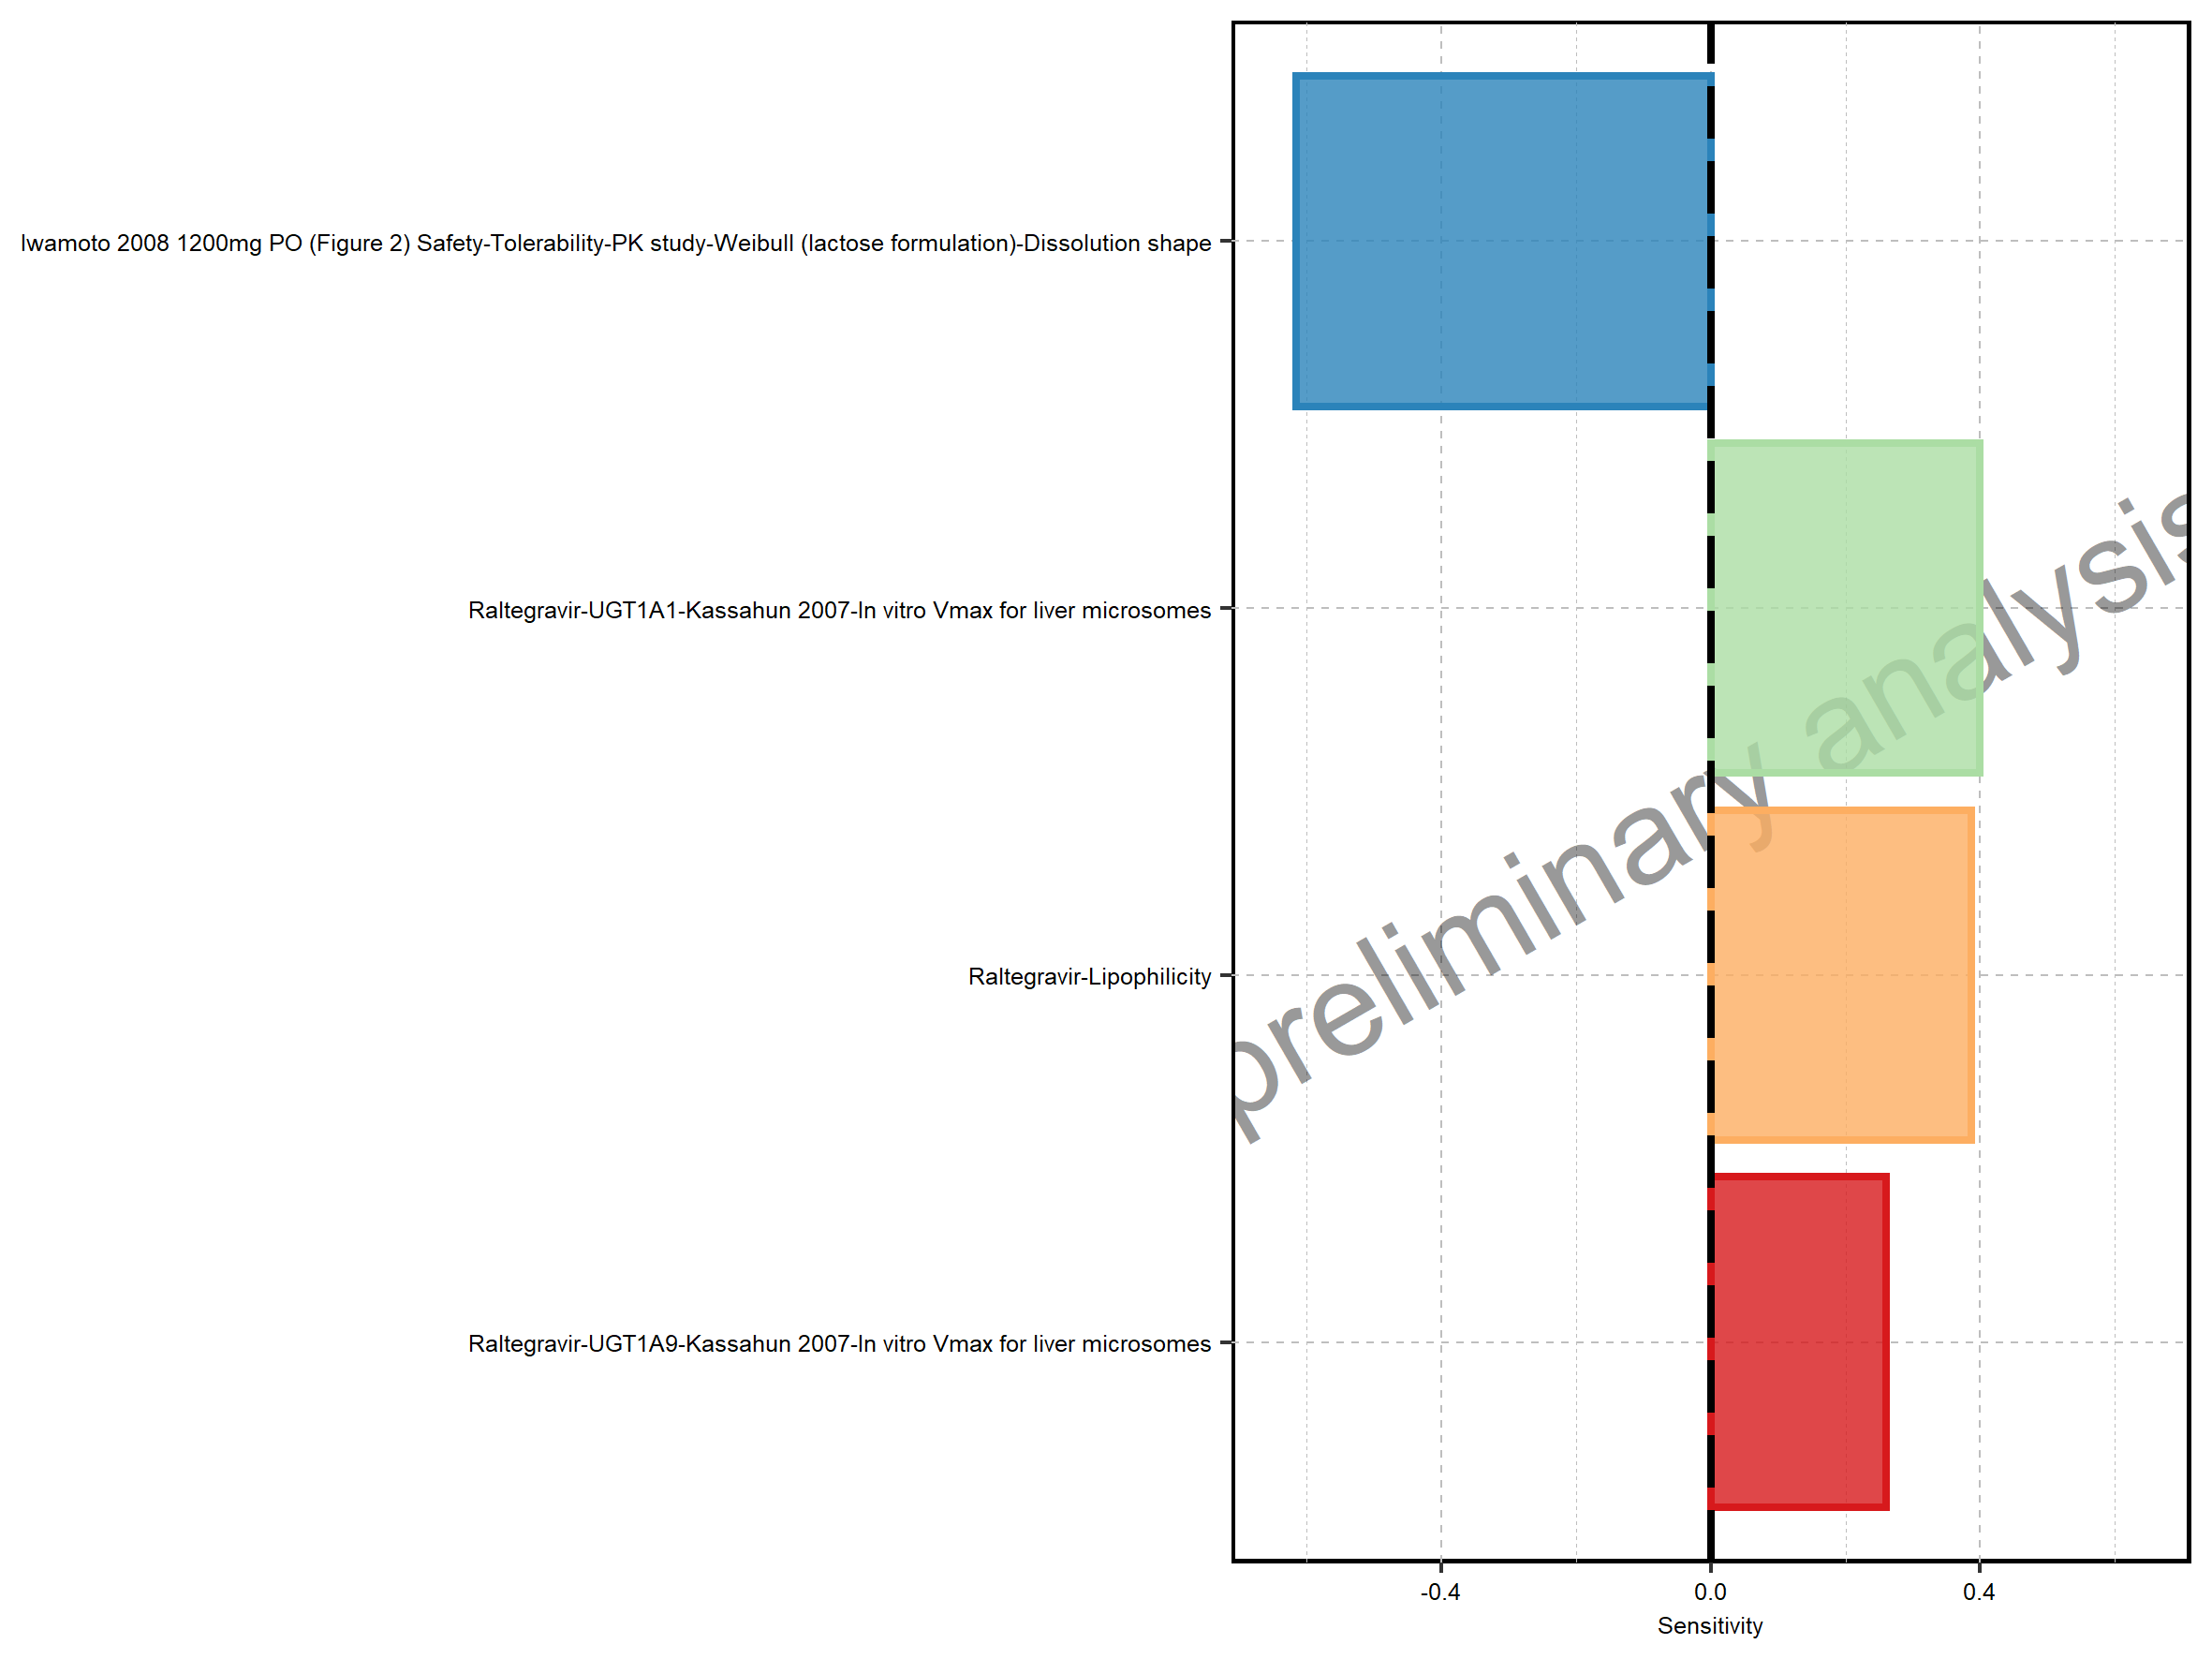 Iwamoto 2008 1200mg PO (Figure 2) Safety-Tolerability-PK study-Weibull (lactose formulation)-Dissolution shape
Raltegravir-UGT1A1-Kassahun 2007-In vitro Vmax for liver microsomes
Raltegravir-Lipophilicity
Raltegravir-UGT1A9-Kassahun 2007-In vitro Vmax for liver microsomes
preliminary analysis
-0.4 0.0 0.4
Sensitivity